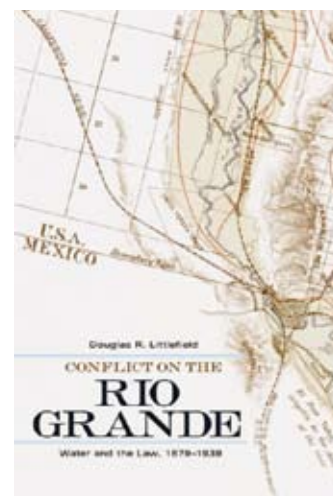 U.S.A.
MEXICO
Douglas R. Littlefield
CONFLICT ON THE
RIO
GRANDE
Water and the Law, 1879–1939